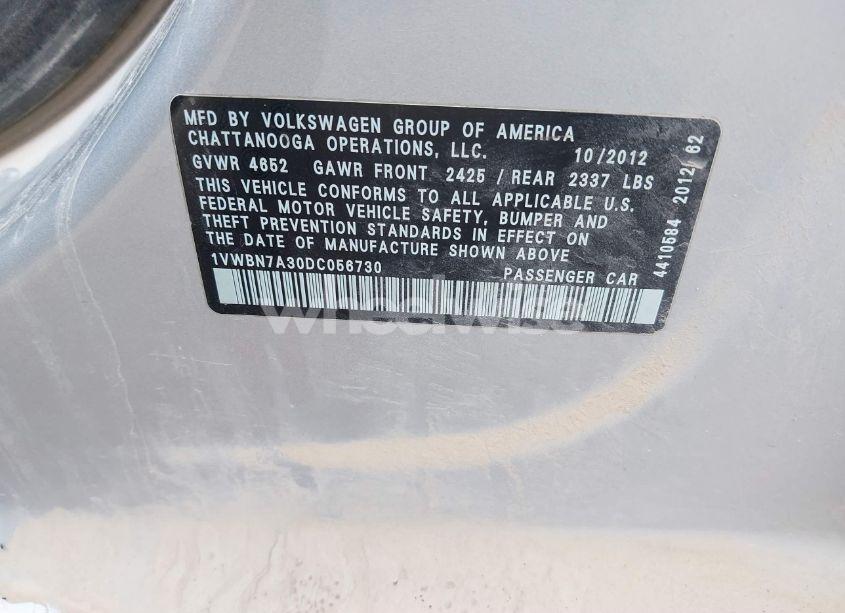 MFD BY VOLKSWAGEN GROUP OF AMERICA
CHATTANOOGA OPERATIONS, LLC. 10/2012
GVWR 4652 GAWR FRONT 2425 / REAR 2337 LBS
THIS VEHICLE CONFORMS TO ALL APPLICABLE U.S.
FEDERAL MOTOR VEHICLE SAFETY, BUMPER AND
THEFT PREVENTION STANDARDS IN EFFECT ON
THE DATE OF MANUFACTURE SHOWN ABOVE
1VWBN7A30DC056730 PASSENGER CAR
4410584 2012 62
wheelwise